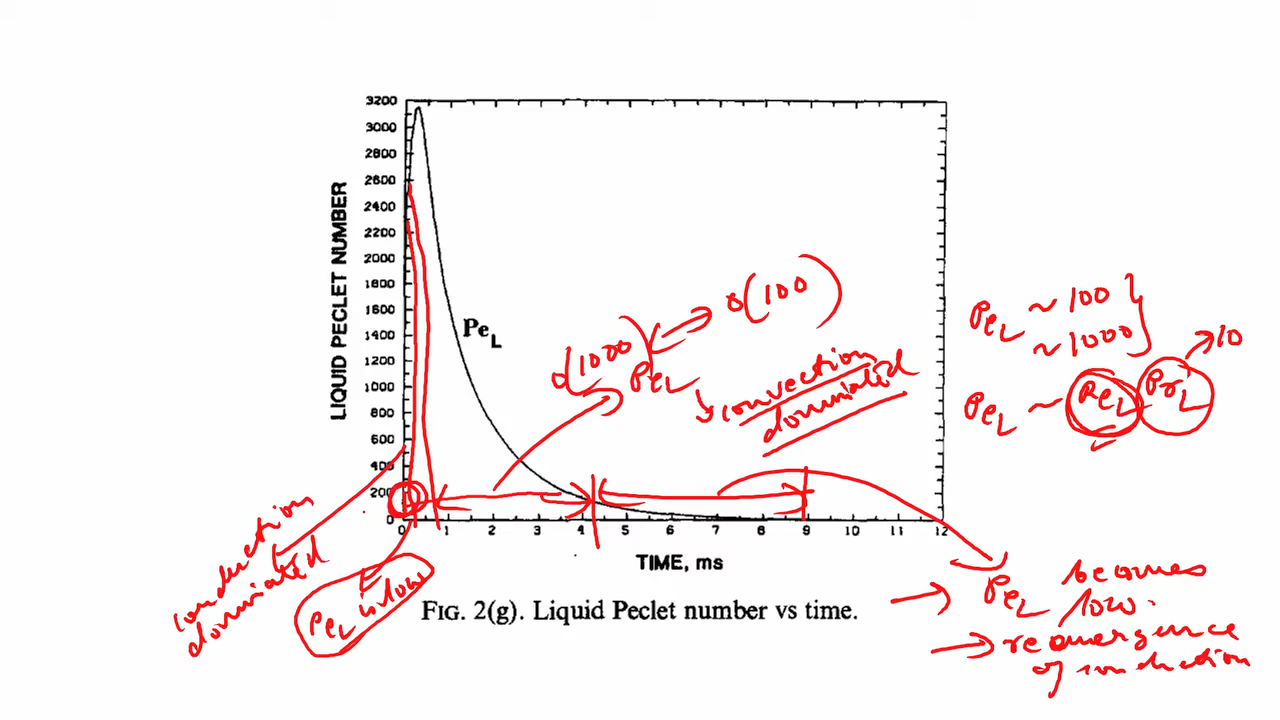 3200
3000
2800
2600
2400
2200
2000
1800
1600
1400
1200
1000
800
600
400
200
0
LIQUID PECLET NUMBER
Pe_L
0 1 2 3 4 5 6 7 8 9 10 11 12
TIME, ms
FIG. 2(g). Liquid Peclet number vs time.
O(1000) ↔ O(100)
Pe_L
↳ convection
dominated
Pe_L ~ 100
~ 1000
→ 10
Pe_L ~ Re_L Pr_L
conduction
dominated
Pe_L is low
→ Pe_L becomes
low.
→ reemergence
of conduction